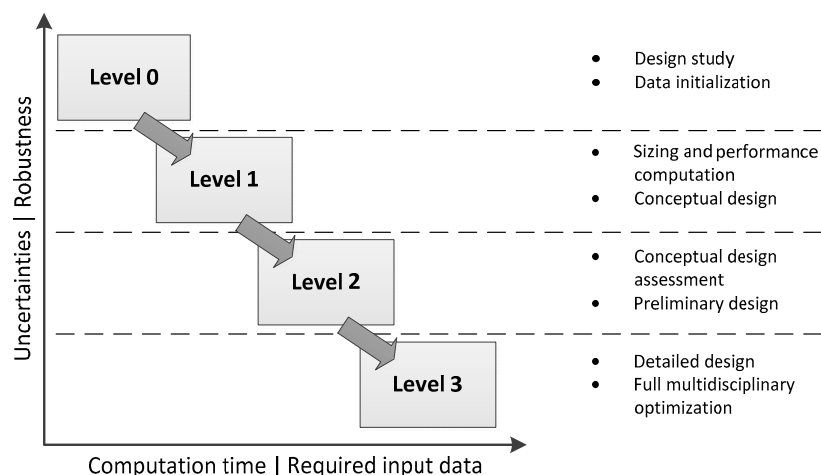 Uncertainties | Robustness
Level 0
• Design study
• Data initialization
Level 1
• Sizing and performance
computation
• Conceptual design
Level 2
• Conceptual design
assessment
• Preliminary design
Level 3
• Detailed design
• Full multidisciplinary
optimization
Computation time | Required input data